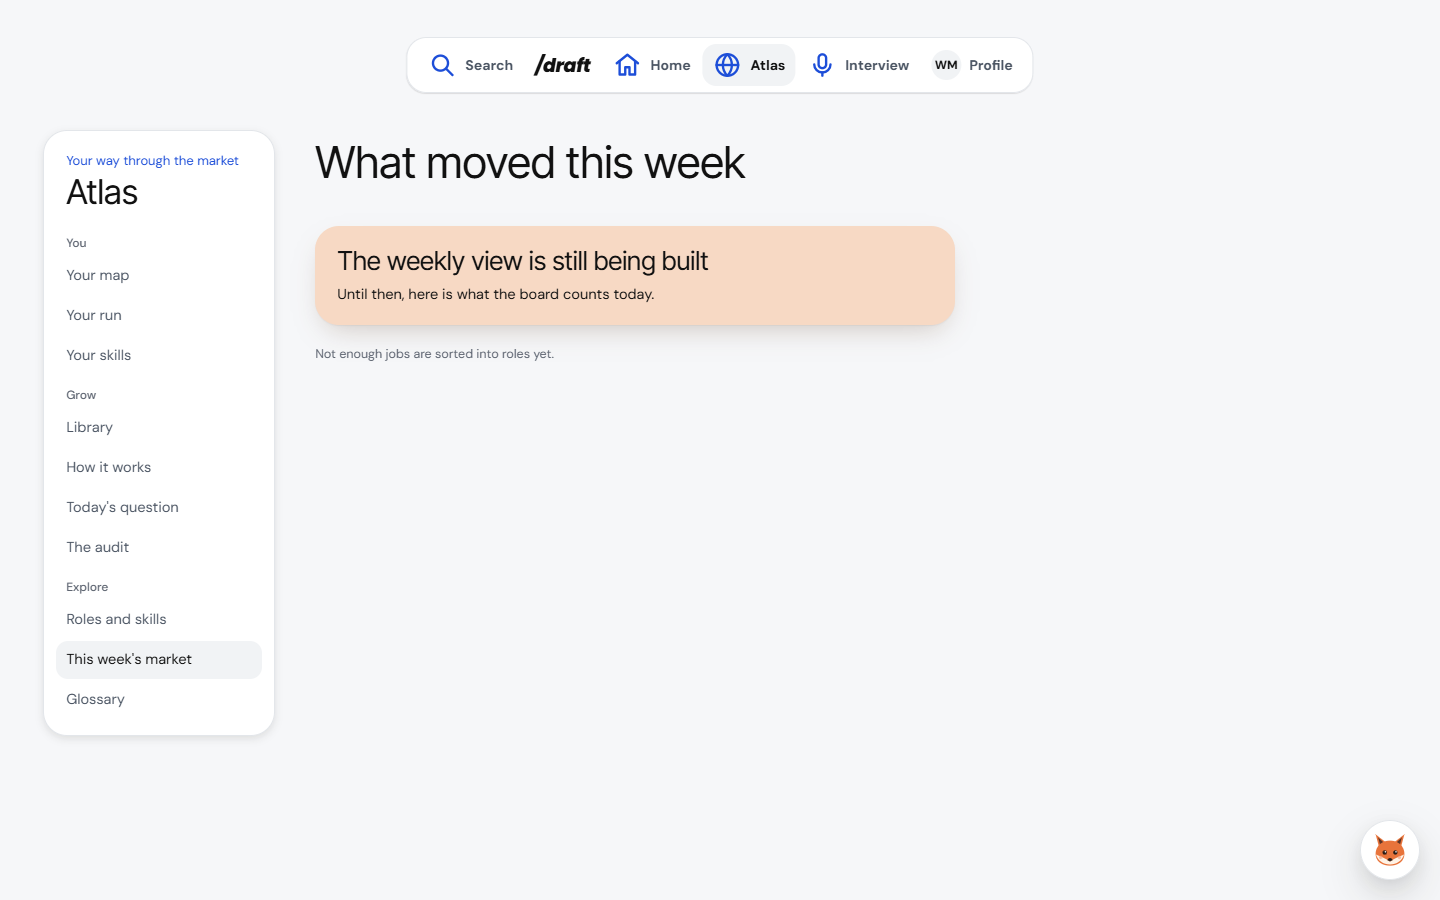 Search
/draft
Home
Atlas
Interview
WM
Profile
Your way through the market
Atlas
You
Your map
Your run
Your skills
Grow
Library
How it works
Today's question
The audit
Explore
Roles and skills
This week's market
Glossary
What moved this week
The weekly view is still being built
Until then, here is what the board counts today.
Not enough jobs are sorted into roles yet.